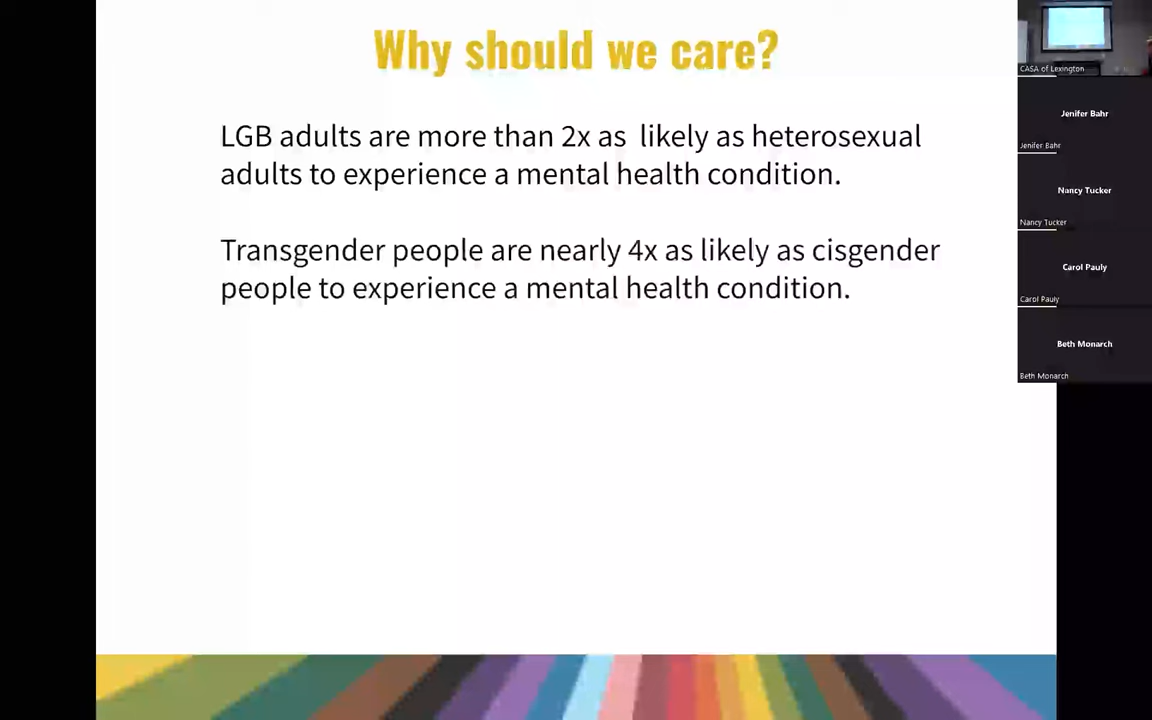 Why should we care?
LGB adults are more than 2x as  likely as heterosexual
adults to experience a mental health condition.
Transgender people are nearly 4x as likely as cisgender
people to experience a mental health condition.
CASA of Lexington
Jenifer Bahr
Jenifer Bahr
Nancy Tucker
Nancy Tucker
Carol Pauly
Carol Pauly
Beth Monarch
Beth Monarch